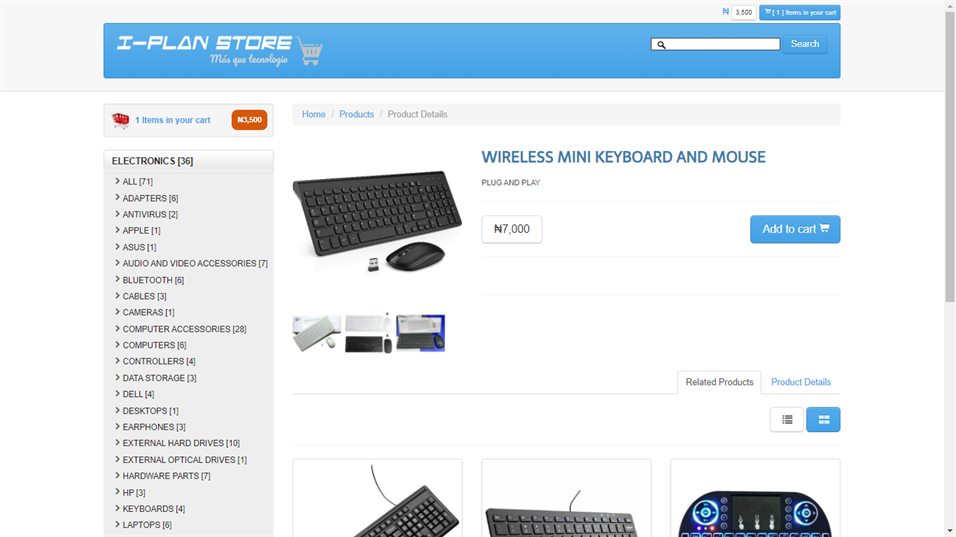 ₦ 3,500 [ 1 ] Items in your cart
I-PLAN STORE
Más que tecnología
Search
1 Items in your cart ₦3,500
Home / Products / Product Details
ELECTRONICS [36]
ALL [71]
ADAPTERS [6]
ANTIVIRUS [2]
APPLE [1]
ASUS [1]
AUDIO AND VIDEO ACCESSORIES [7]
BLUETOOTH [6]
CABLES [3]
CAMERAS [1]
COMPUTER ACCESSORIES [28]
COMPUTERS [6]
CONTROLLERS [4]
DATA STORAGE [3]
DELL [4]
DESKTOPS [1]
EARPHONES [3]
EXTERNAL HARD DRIVES [10]
EXTERNAL OPTICAL DRIVES [1]
HARDWARE PARTS [7]
HP [3]
KEYBOARDS [4]
LAPTOPS [6]
WIRELESS MINI KEYBOARD AND MOUSE
PLUG AND PLAY
₦7,000
Add to cart
Related Products
Product Details